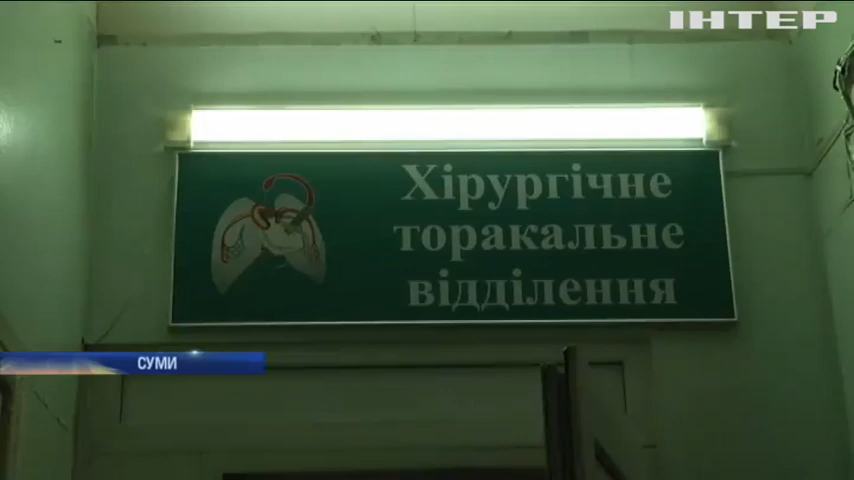 ІНТЕР
Хірургічне
торакальне
відділення
СУМИ